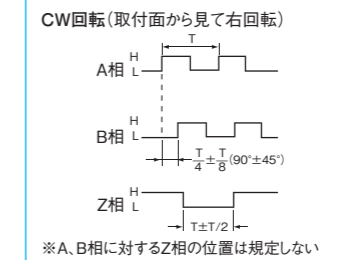 CW回転(取付面から見て右回転)
T
A相 H L
B相 H L
T/4±T/8(90°±45°)
Z相 H L
T±T/2
※A、B相に対するZ相の位置は規定しない